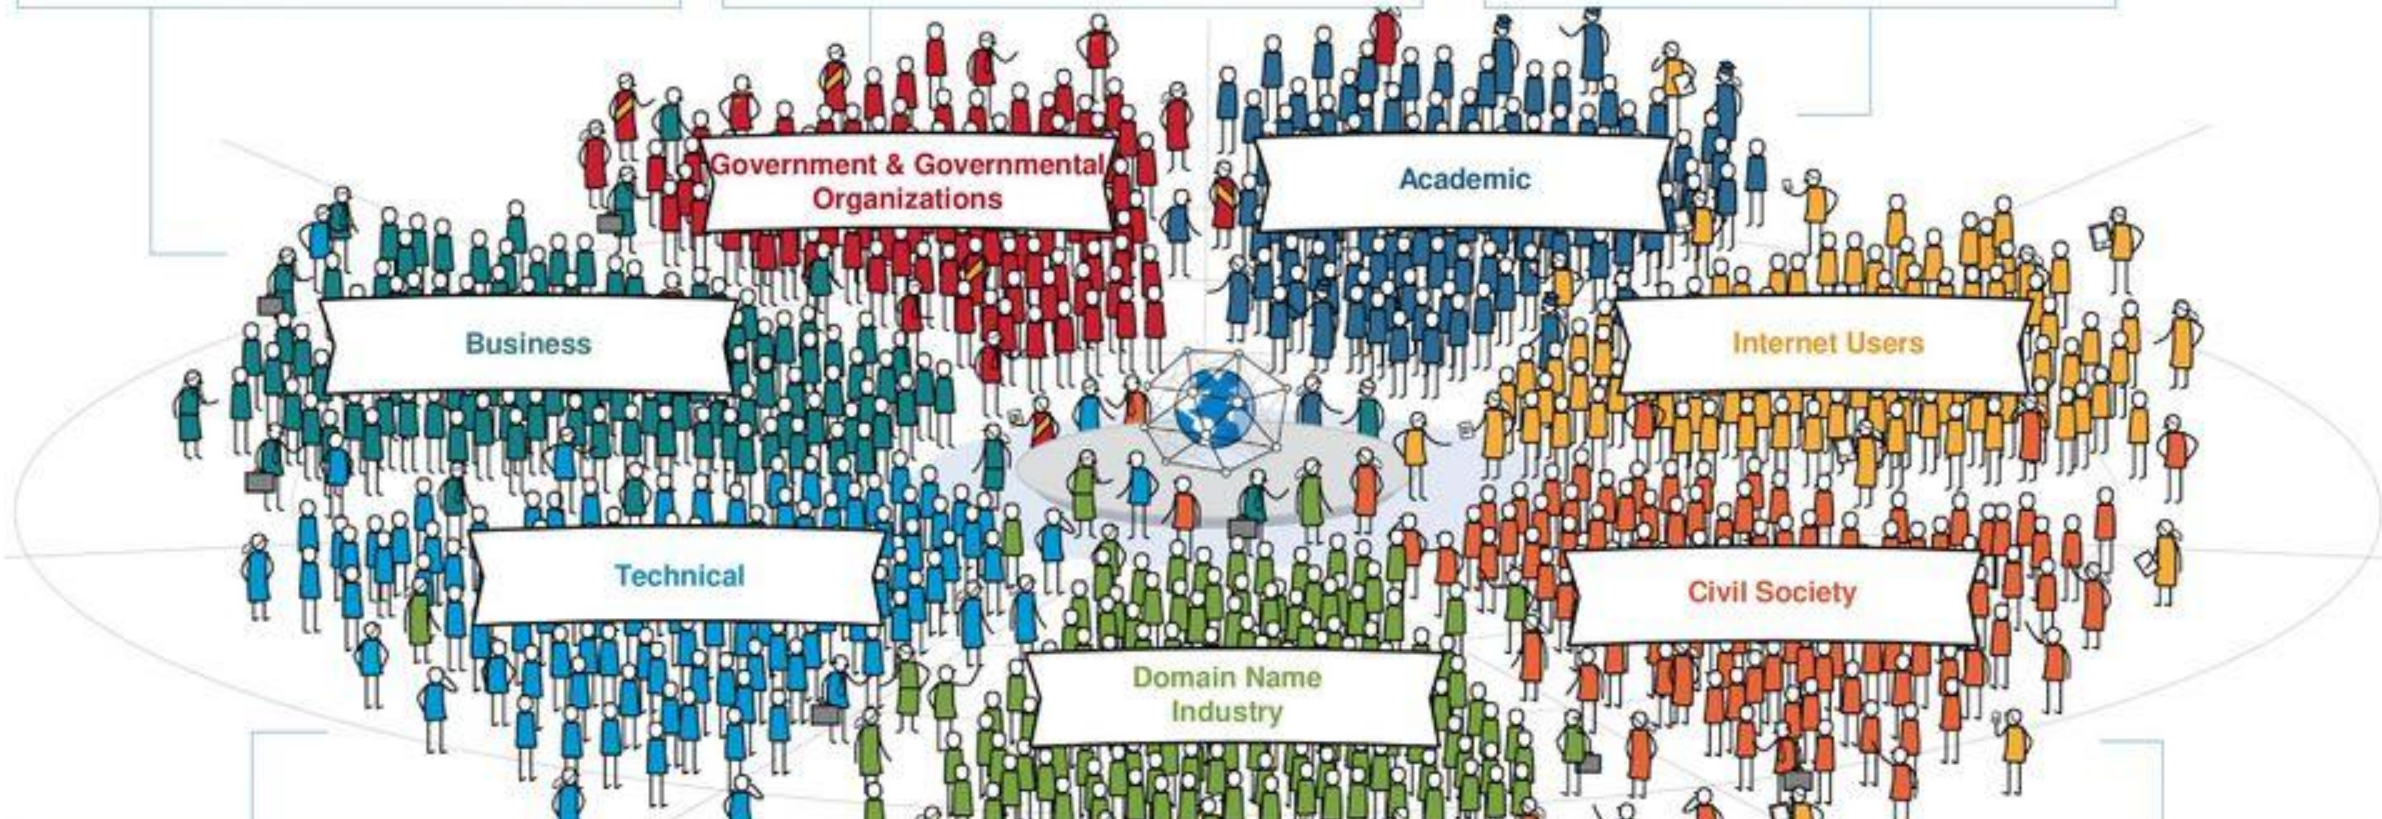 Government & Governmental
Organizations
Academic
Business
Internet Users
Technical
Civil Society
Domain Name
Industry